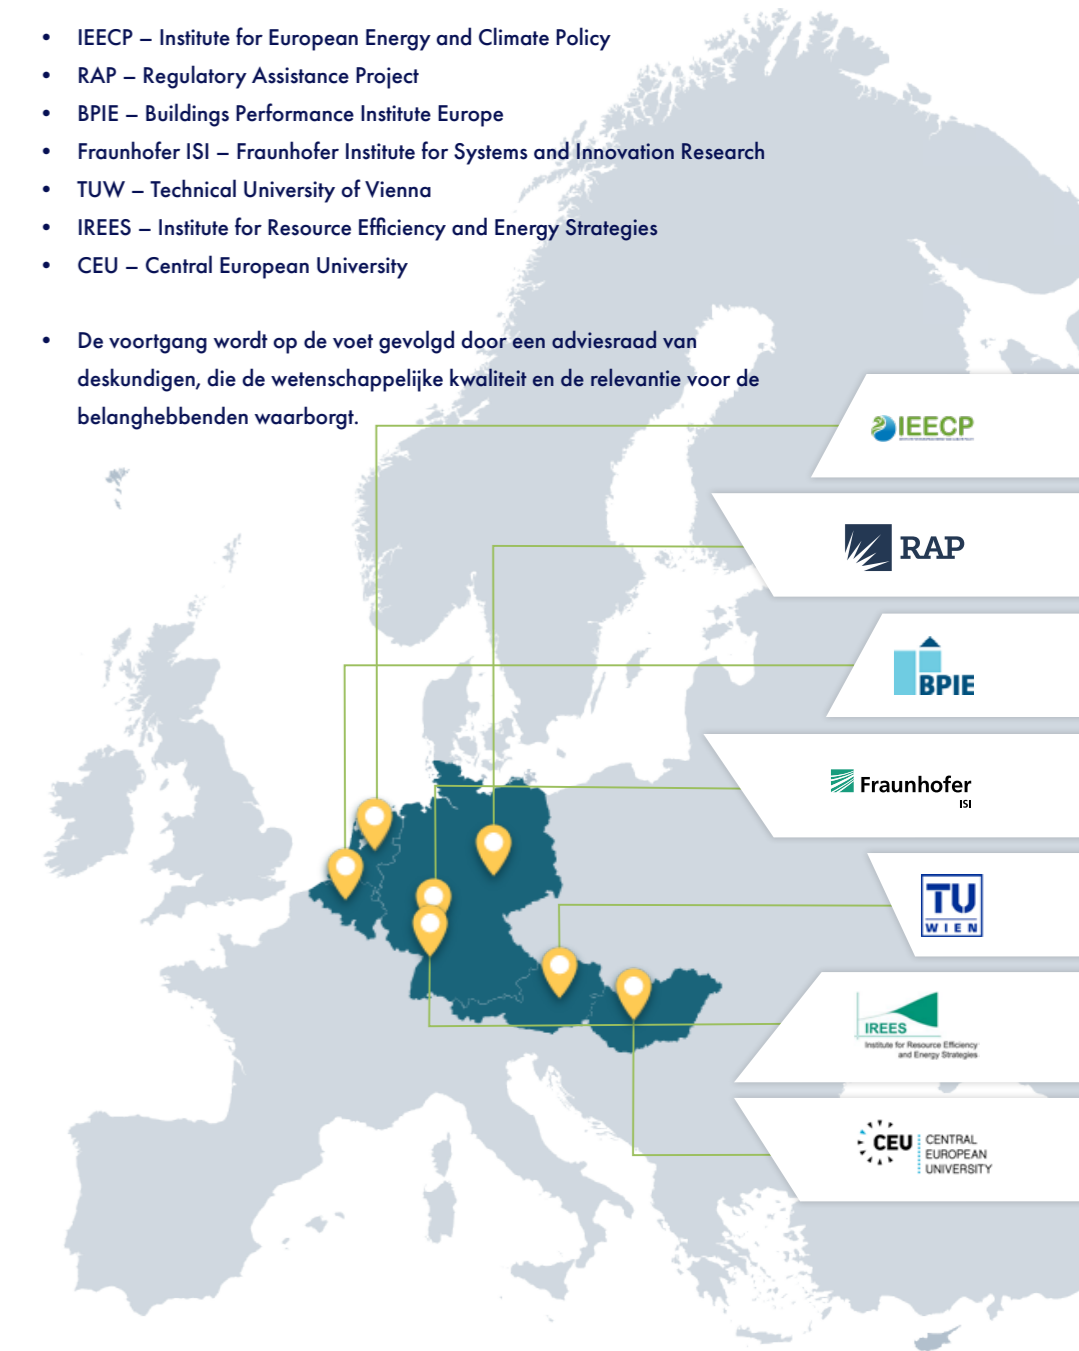 • IEECP – Institute for European Energy and Climate Policy
• RAP – Regulatory Assistance Project
• BPIE – Buildings Performance Institute Europe
• Fraunhofer ISI – Fraunhofer Institute for Systems and Innovation Research
• TUW – Technical University of Vienna
• IREES – Institute for Resource Efficiency and Energy Strategies
• CEU – Central European University
• De voortgang wordt op de voet gevolgd door een adviesraad van
deskundigen, die de wetenschappelijke kwaliteit en de relevantie voor de
belanghebbenden waarborgt.
IEECP
RAP
BPIE
Fraunhofer
ISI
TU
WIEN
IREES
Institute for Resource Efficiency
and Energy Strategies
CEU
CENTRAL
EUROPEAN
UNIVERSITY